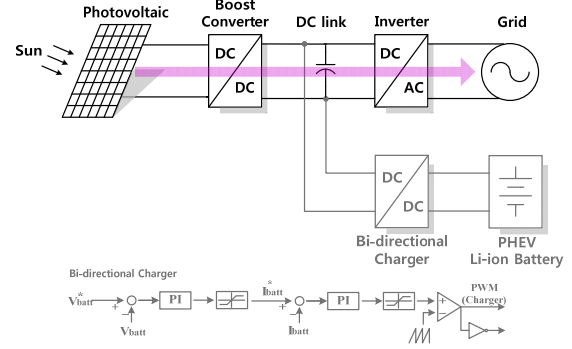 Photovoltaic
Boost
Converter
DC link
Inverter
Grid
Sun
DC
DC
DC
AC
DC
DC
Bi-directional
Charger
PHEV
Li-ion Battery
Bi-directional Charger
V*batt
+
−
Vbatt
PI
I*batt
+
−
Ibatt
PI
+
−
PWM
(Charger)